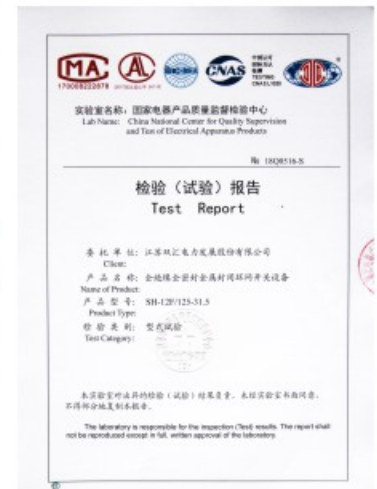 MA
170008222878
AL
CNAS
TESTING
实验室名称：国家电器产品质量监督检验中心
Lab Name: China National Center for Quality Supervision
and Test of Electrical Apparatus Products
№ 18Q0516-S
检验（试验）报告
Test Report
委托单位：江苏双汇电力发展股份有限公司
Client:
产品名称：全绝缘全密封金属封闭环网开关设备
Name of Product:
产品型号：SH-12F/125-31.5
Product Type:
检验类别：型式试验
Test Category:
本实验室对出具的检验（试验）结果负责。未经实验室书面同意，
不得部分地复制本报告。
The laboratory is responsible for the inspection (Test) results. The report shall
not be reproduced except in full, written approval of the laboratory.